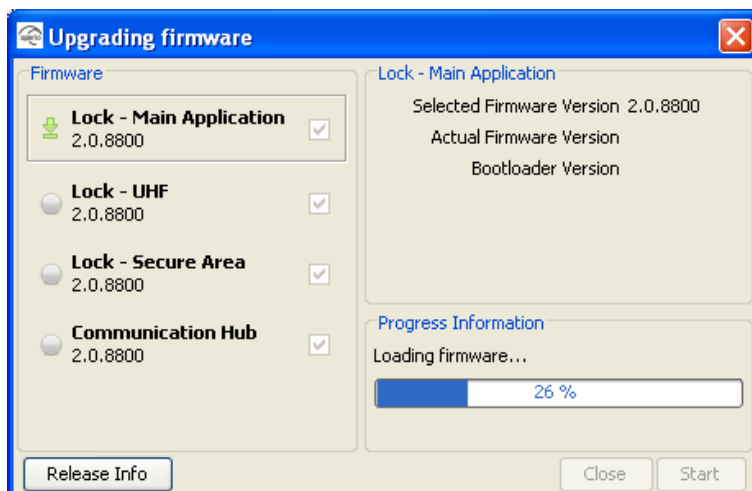 Upgrading firmware
Firmware
Lock - Main Application
2.0.8800
Lock - UHF
2.0.8800
Lock - Secure Area
2.0.8800
Communication Hub
2.0.8800
Lock - Main Application
Selected Firmware Version 2.0.8800
Actual Firmware Version
Bootloader Version
Progress Information
Loading firmware...
26 %
Release Info
Close
Start